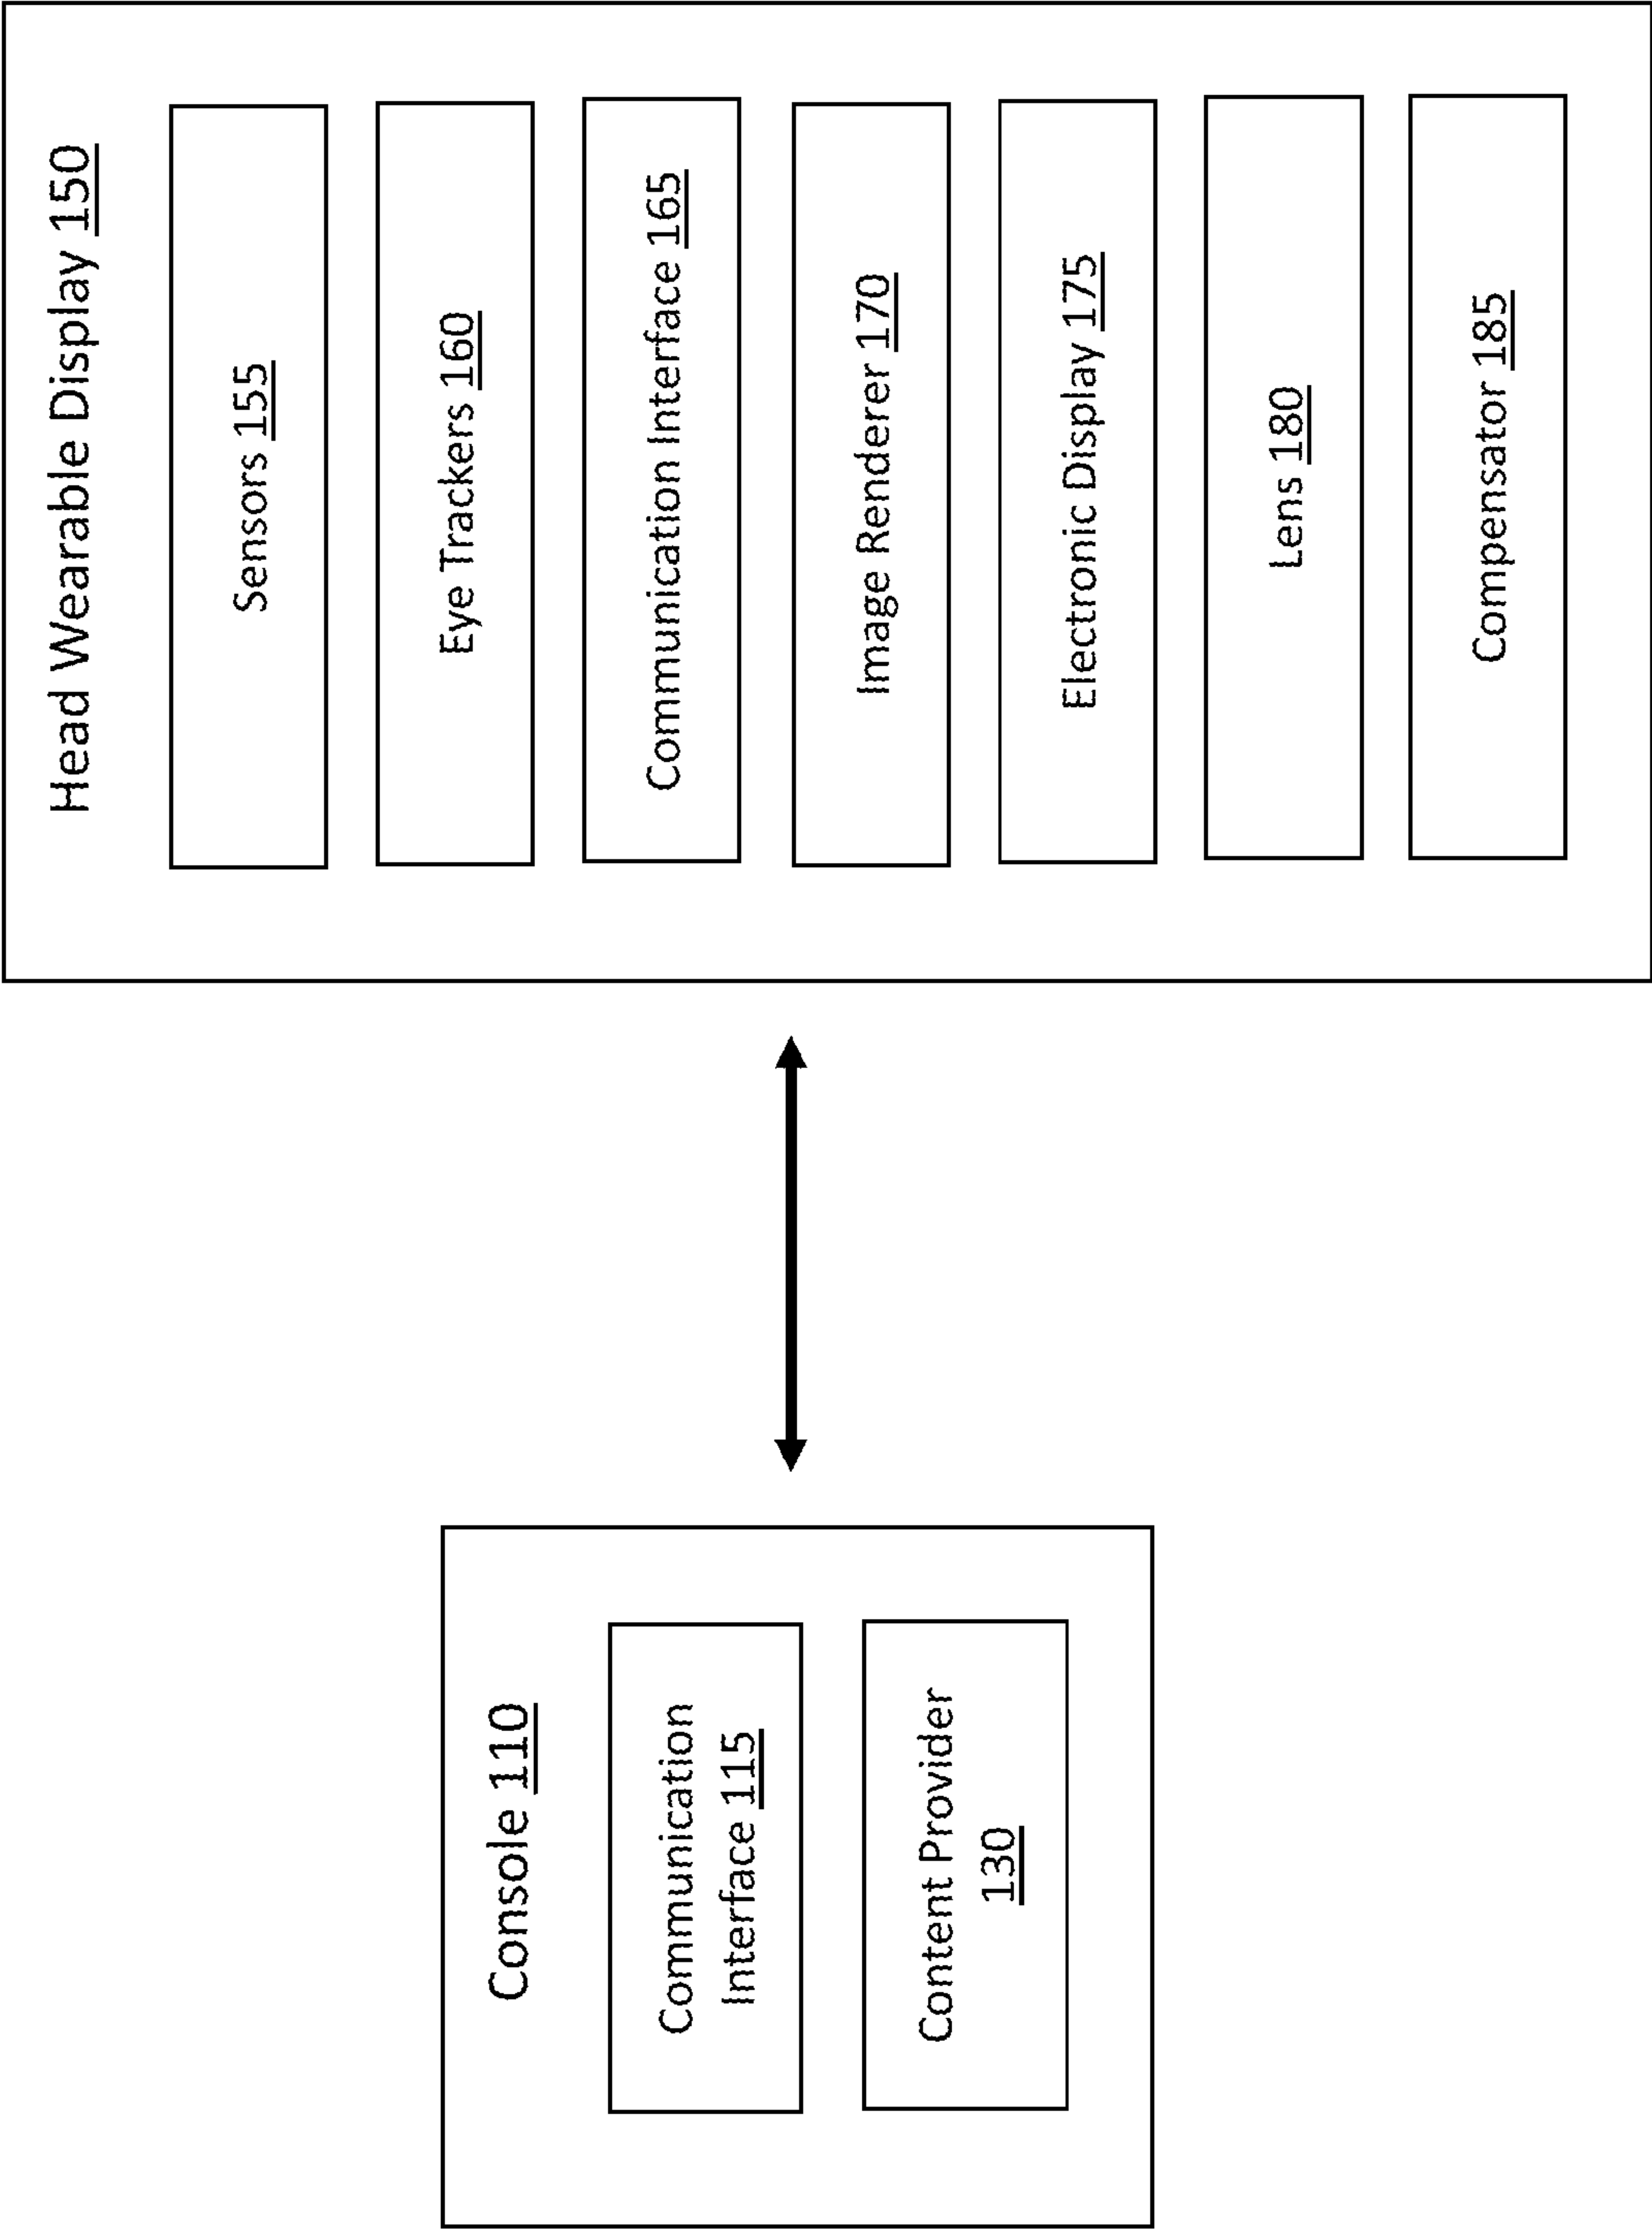 Console 110
Communication
Interface 115
Content Provider
130
Head Wearable Display 150
Sensors 155
Eye Trackers 160
Communication Interface 165
Image Renderer 170
Electronic Display 175
Lens 180
Compensator 185